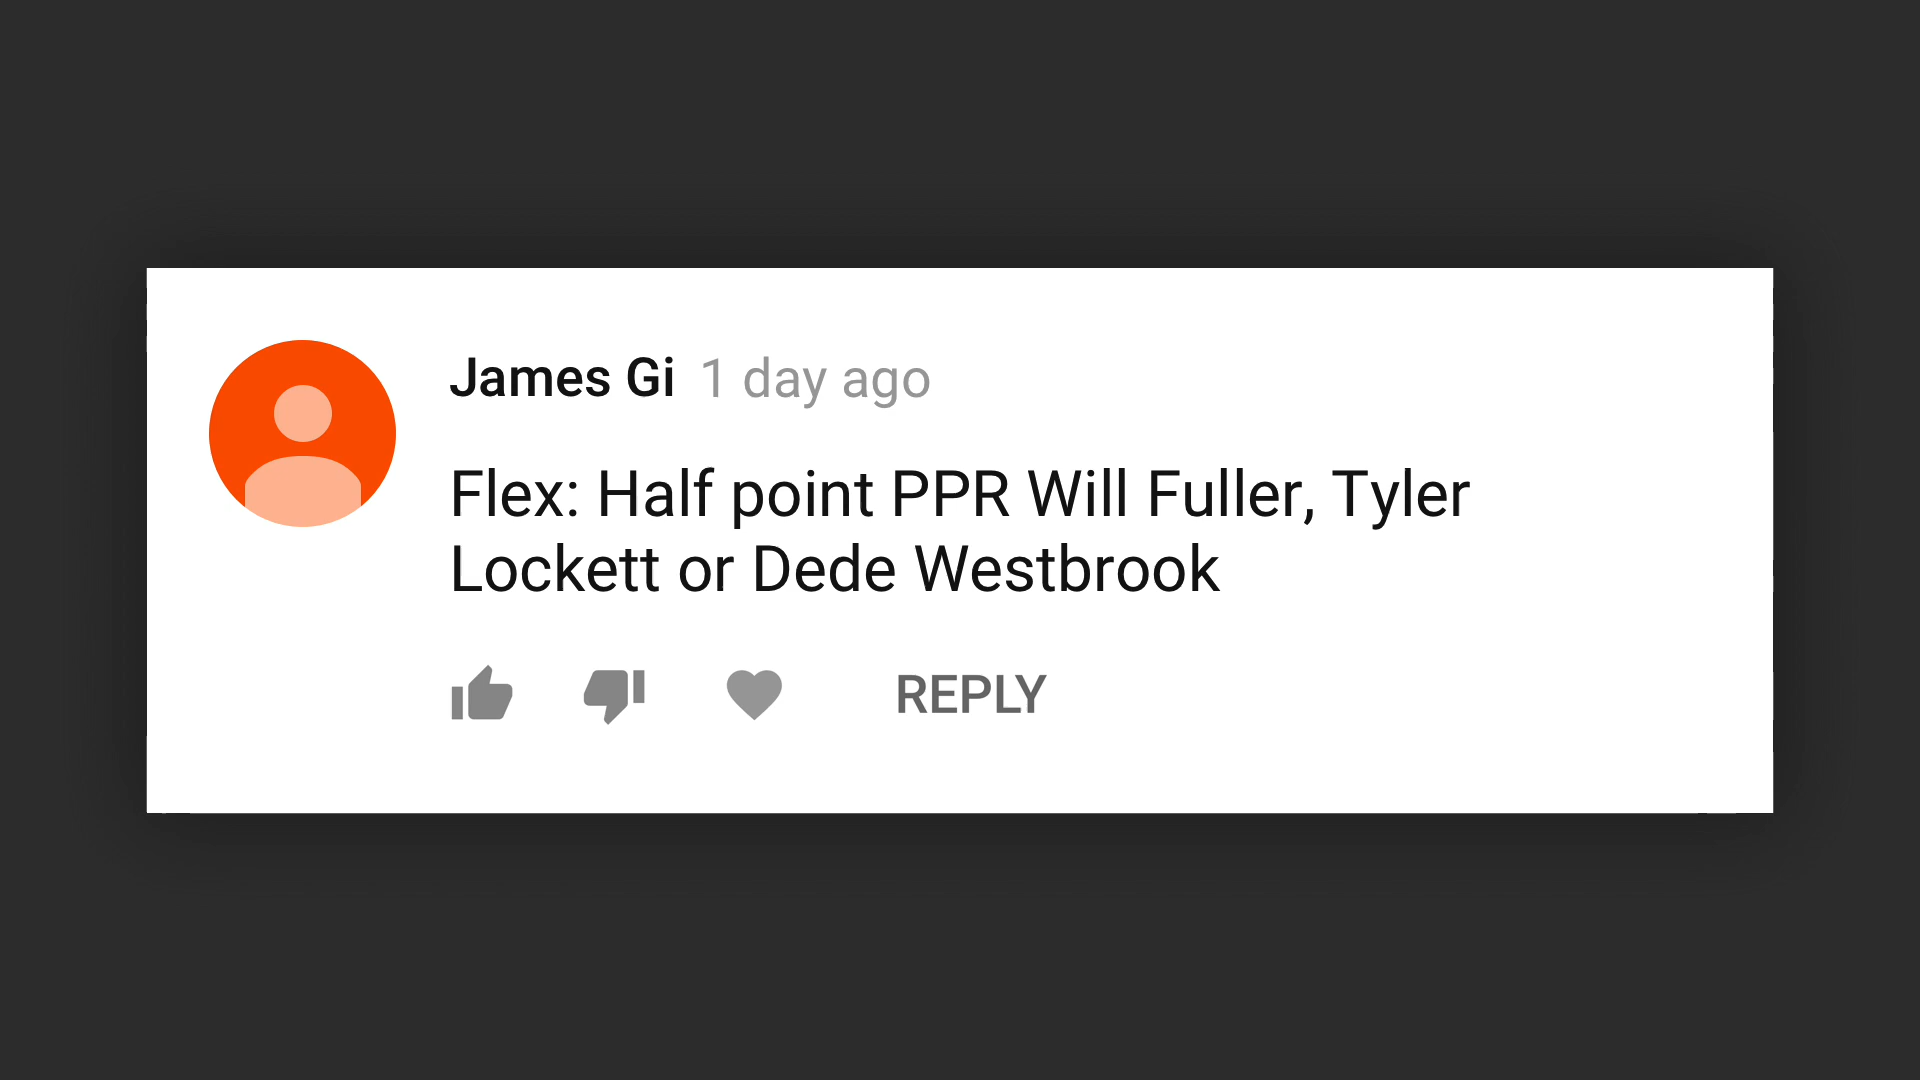 James Gi 1 day ago
Flex: Half point PPR Will Fuller, Tyler
Lockett or Dede Westbrook
REPLY